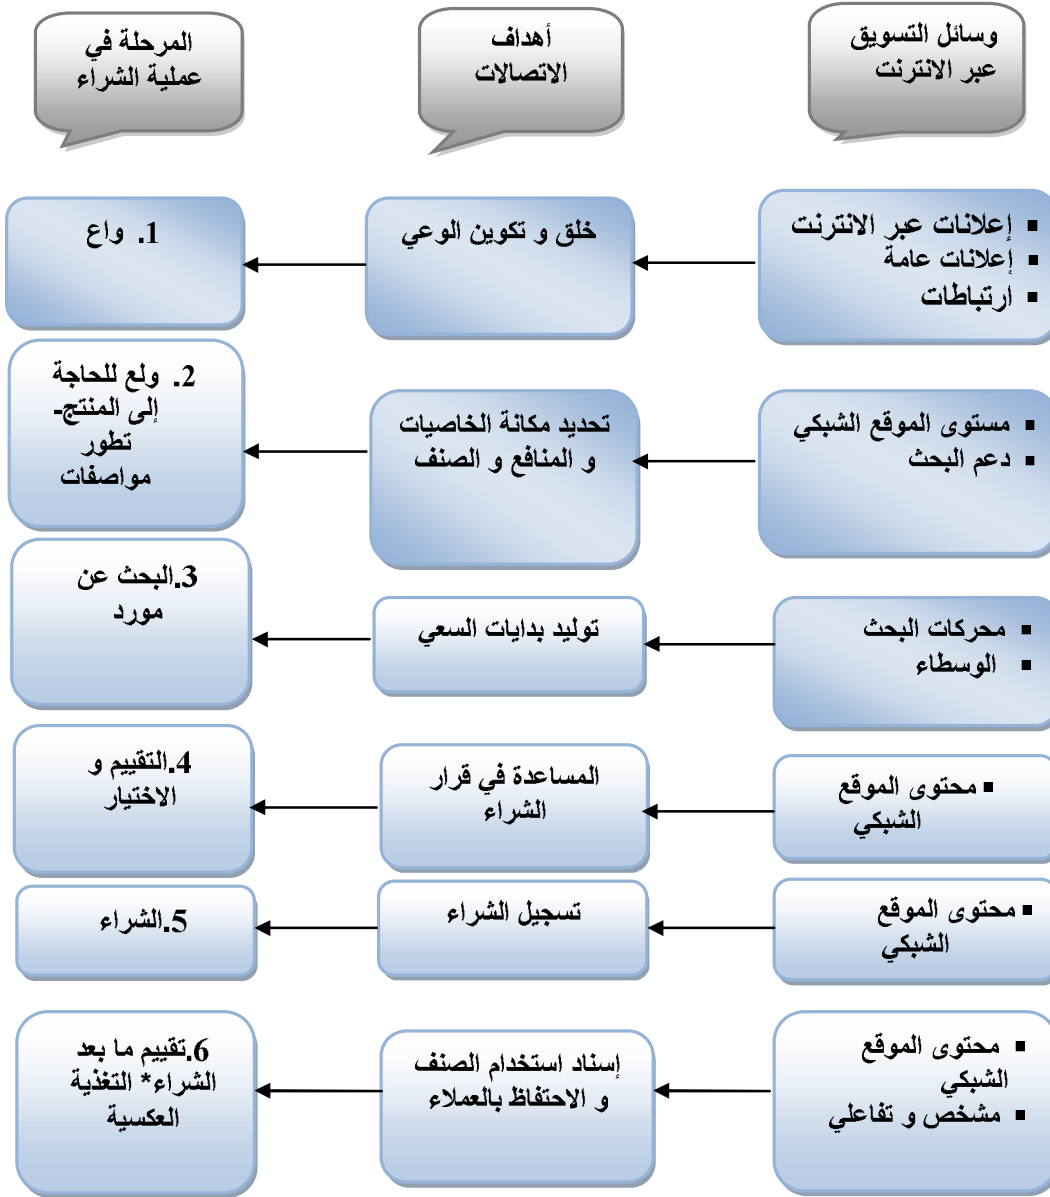 وسائل التسويق
عبر الانترنت
أهداف
الاتصالات
المرحلة في
عملية الشراء
▪ إعلانات عبر الانترنت
▪ إعلانات عامة
▪ ارتباطات
خلق و تكوين الوعي
1. واع
▪ مستوى الموقع الشبكي
▪ دعم البحث
تحديد مكانة الخاصيات
و المنافع و الصنف
2. ولع للحاجة
إلى المنتج-
تطور
مواصفات
▪ محركات البحث
▪ الوسطاء
توليد بدايات السعي
3.البحث عن
مورد
▪ محتوى الموقع
الشبكي
المساعدة في قرار
الشراء
4.التقييم و
الاختيار
▪ محتوى الموقع
الشبكي
تسجيل الشراء
5.الشراء
▪ محتوى الموقع
الشبكي
▪ مشخص و تفاعلي
إسناد استخدام الصنف
و الاحتفاظ بالعملاء
6.تقييم ما بعد
الشراء* التغذية
العكسية